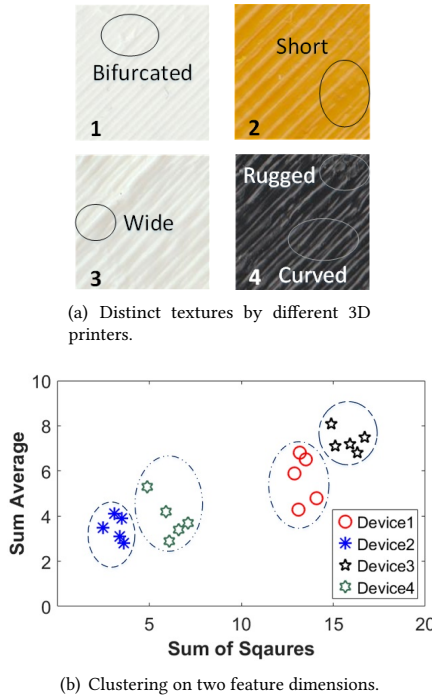 Bifurcated
1
Short
2
Wide
3
Rugged
4
Curved
(a) Distinct textures by different 3D
printers.
10
8
6
4
2
0
5
10
15
20
Sum Average
Sum of Sqaures
Device1
Device2
Device3
Device4
(b) Clustering on two feature dimensions.